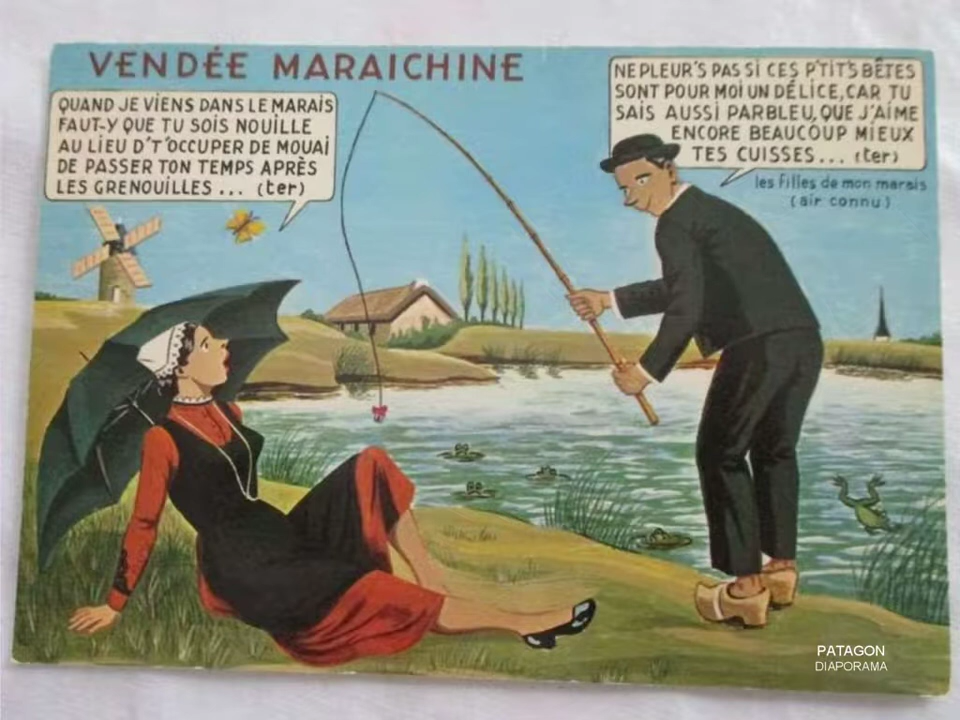 VENDÉE MARAICHINE
QUAND JE VIENS DANS LE MARAIS
FAUT-Y QUE TU SOIS NOUILLE
AU LIEU D'T'OCCUPER DE MOUAI
DE PASSER TON TEMPS APRÈS
LES GRENOUILLES... (ter)
NE PLEUR'S PAS SI CES P'TIT'S BÊTES
SONT POUR MOI UN DÉLICE, CAR TU
SAIS AUSSI PARBLEU, QUE J'AIME
ENCORE BEAUCOUP MIEUX
TES CUISSES... (ter)
les filles de mon marais
(air connu)
PATAGON
DIAPORAMA